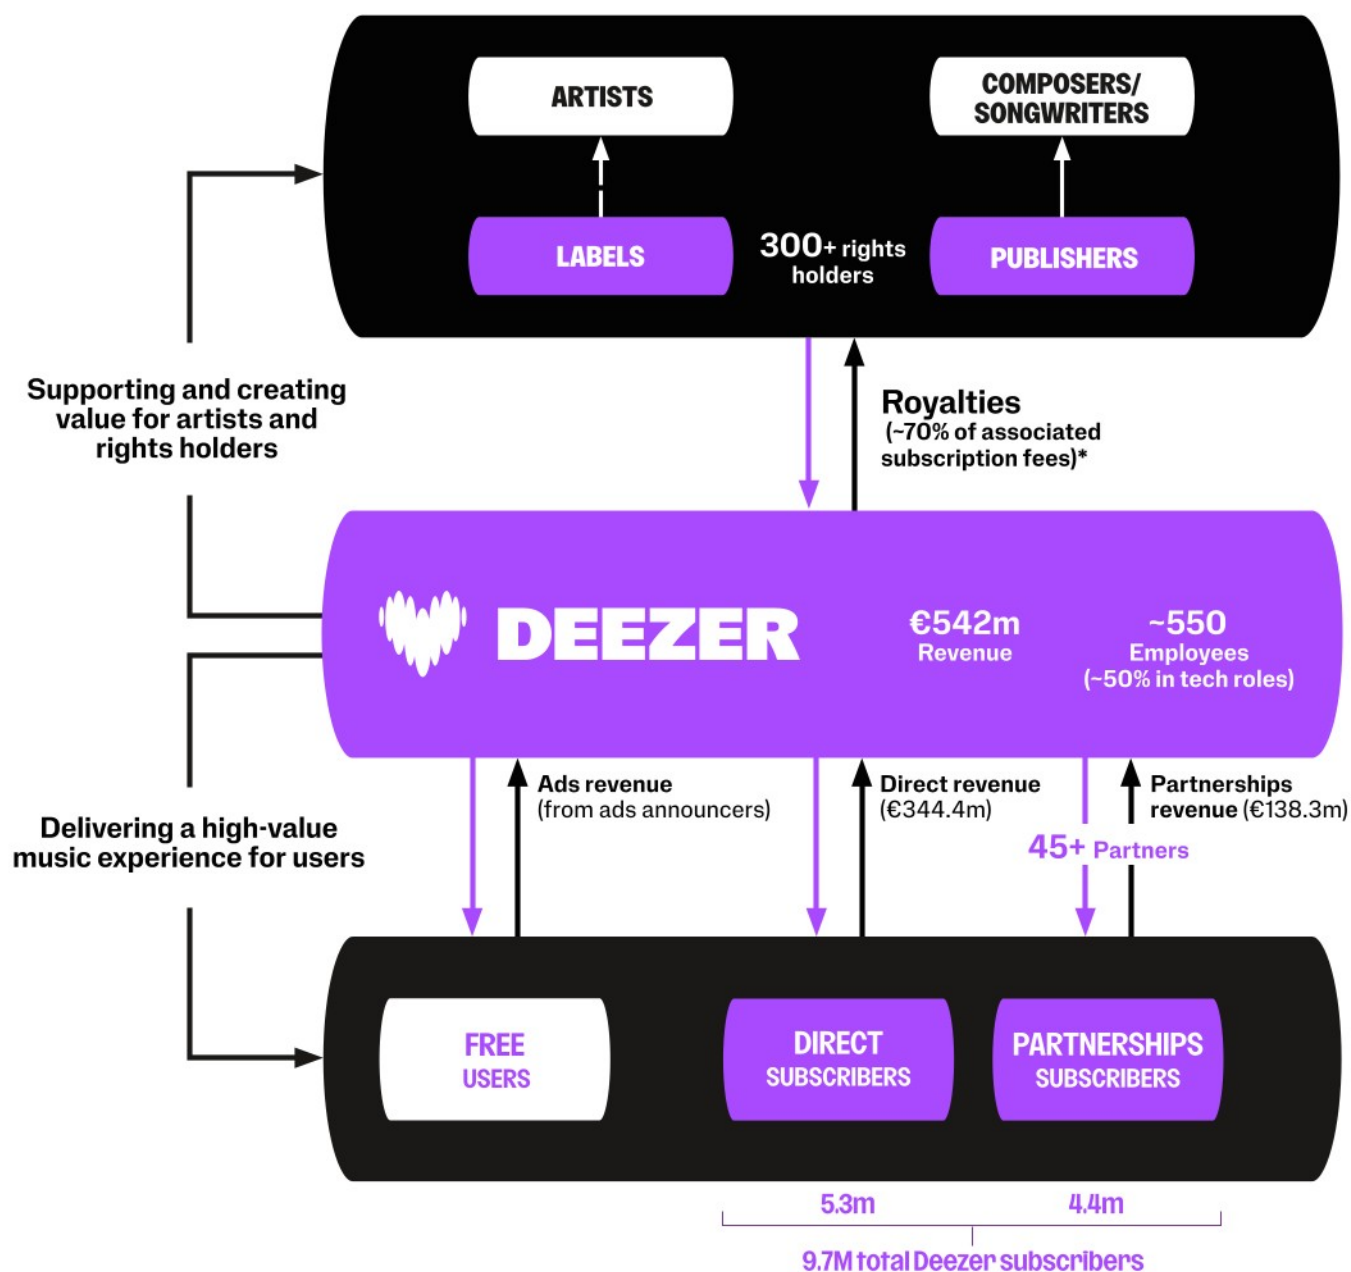 ARTISTS
COMPOSERS/
SONGWRITERS
LABELS
300+ rights
holders
PUBLISHERS
Supporting and creating
value for artists and
rights holders
Royalties
(~70% of associated
subscription fees)*
DEEZER
€542m
Revenue
~550
Employees
(~50% in tech roles)
Delivering a high-value
music experience for users
Ads revenue
(from ads announcers)
Direct revenue
(€344.4m)
Partnerships
revenue (€138.3m)
45+ Partners
FREE
USERS
DIRECT
SUBSCRIBERS
PARTNERSHIPS
SUBSCRIBERS
5.3m
4.4m
9.7M total Deezer subscribers